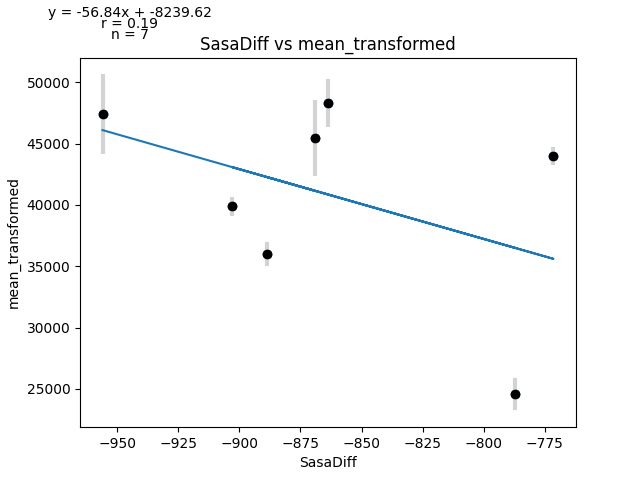 y = -56.84x + -8239.62
r = 0.19
n = 7
SasaDiff vs mean_transformed
50000
45000
40000
35000
30000
25000
mean_transformed
−950 −925 −900 −875 −850 −825 −800 −775
SasaDiff